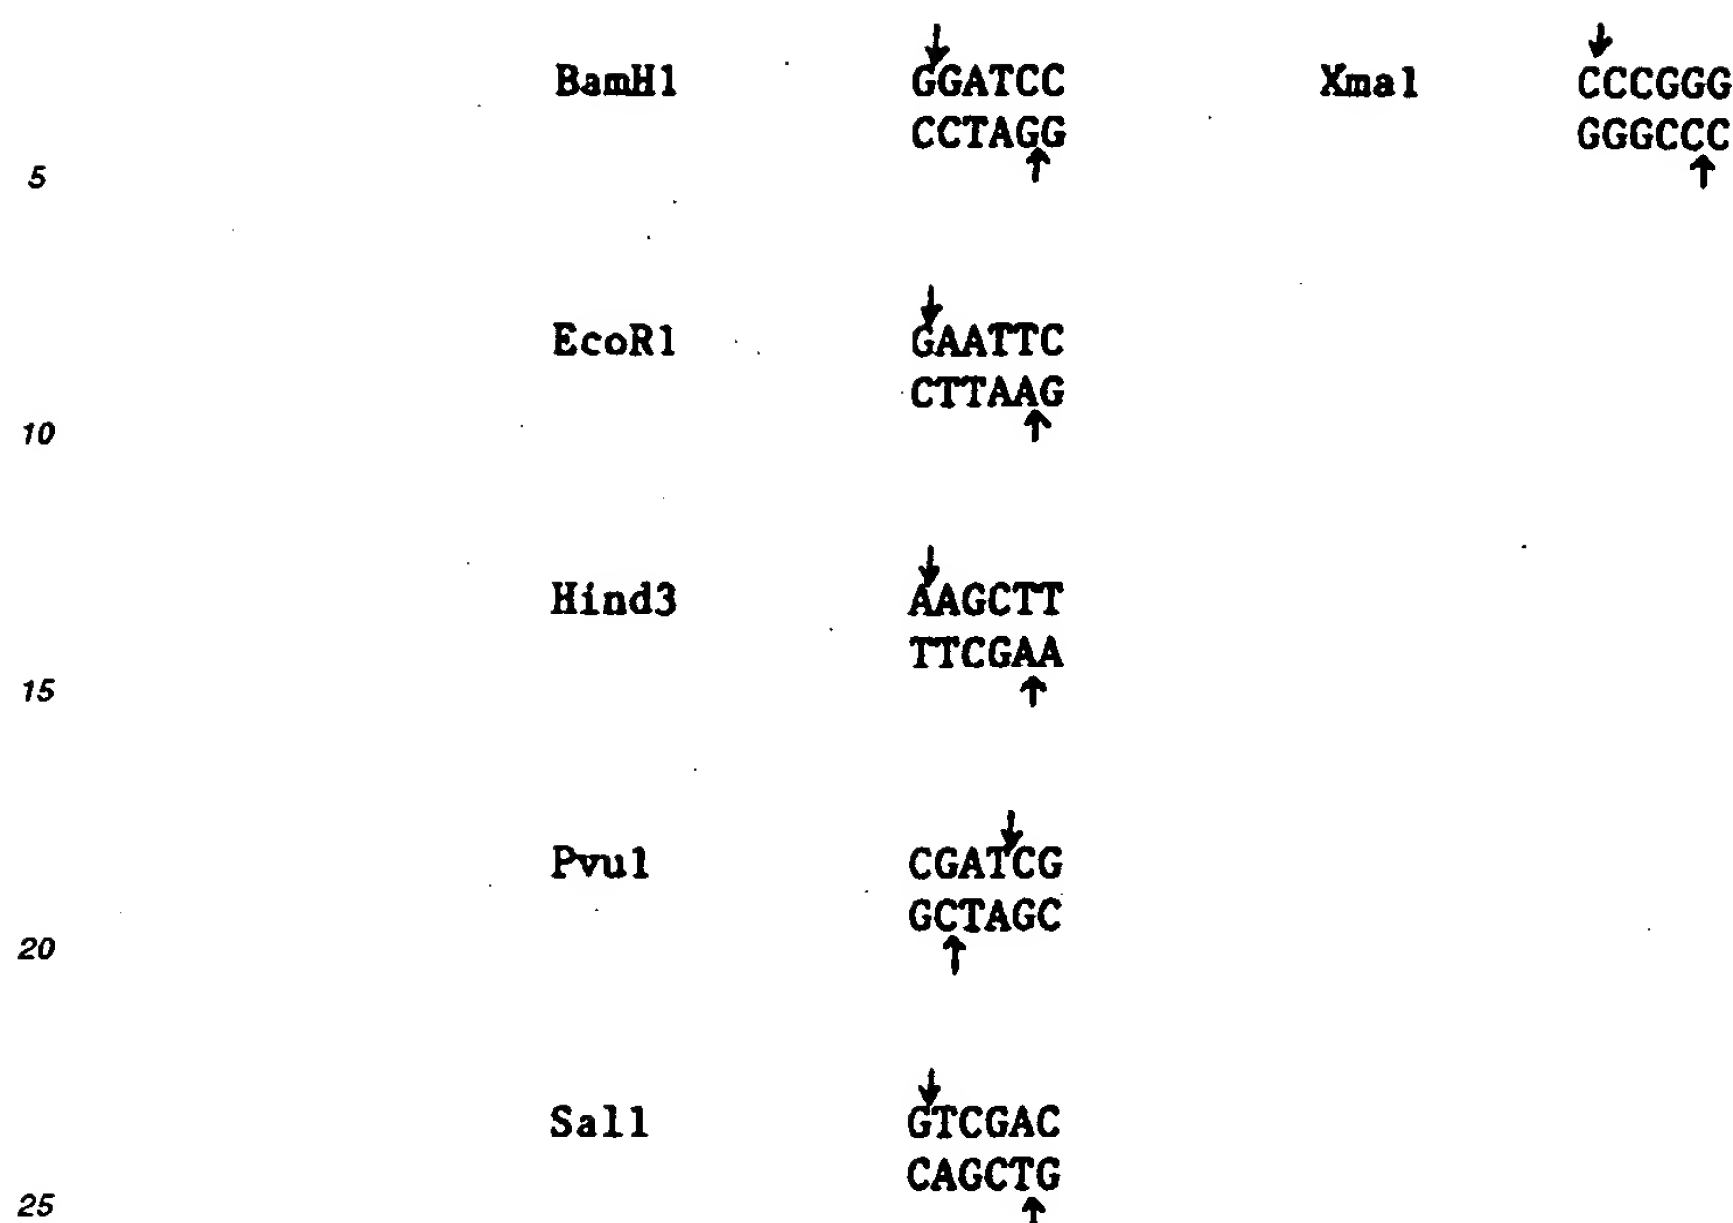 BamH1 GGATCC Xma1 CCCGGG
CCTAGG GGGCCC
5
EcoR1 GAATTC
CTTAAG
10
Hind3 AAGCTT
TTCGAA
15
Pvu1 CGATCG
GCTAGC
20
Sal1 GTCGAC
CAGCTG
25